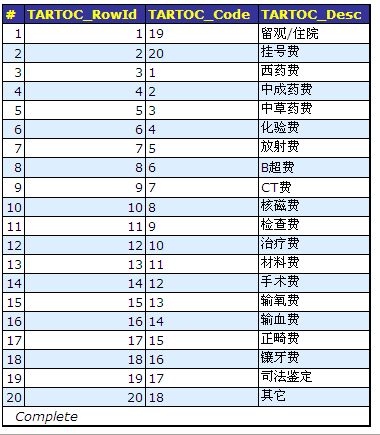 # TARTOC_RowId TARTOC_Code TARTOC_Desc
1 1 19 留观/住院
2 2 20 挂号费
3 3 1 西药费
4 4 2 中成药费
5 5 3 中草药费
6 6 4 化验费
7 7 5 放射费
8 8 6 B超费
9 9 7 CT费
10 10 8 核磁费
11 11 9 检查费
12 12 10 治疗费
13 13 11 材料费
14 14 12 手术费
15 15 13 输氧费
16 16 14 输血费
17 17 15 正畸费
18 18 16 镶牙费
19 19 17 司法鉴定
20 20 18 其它
Complete